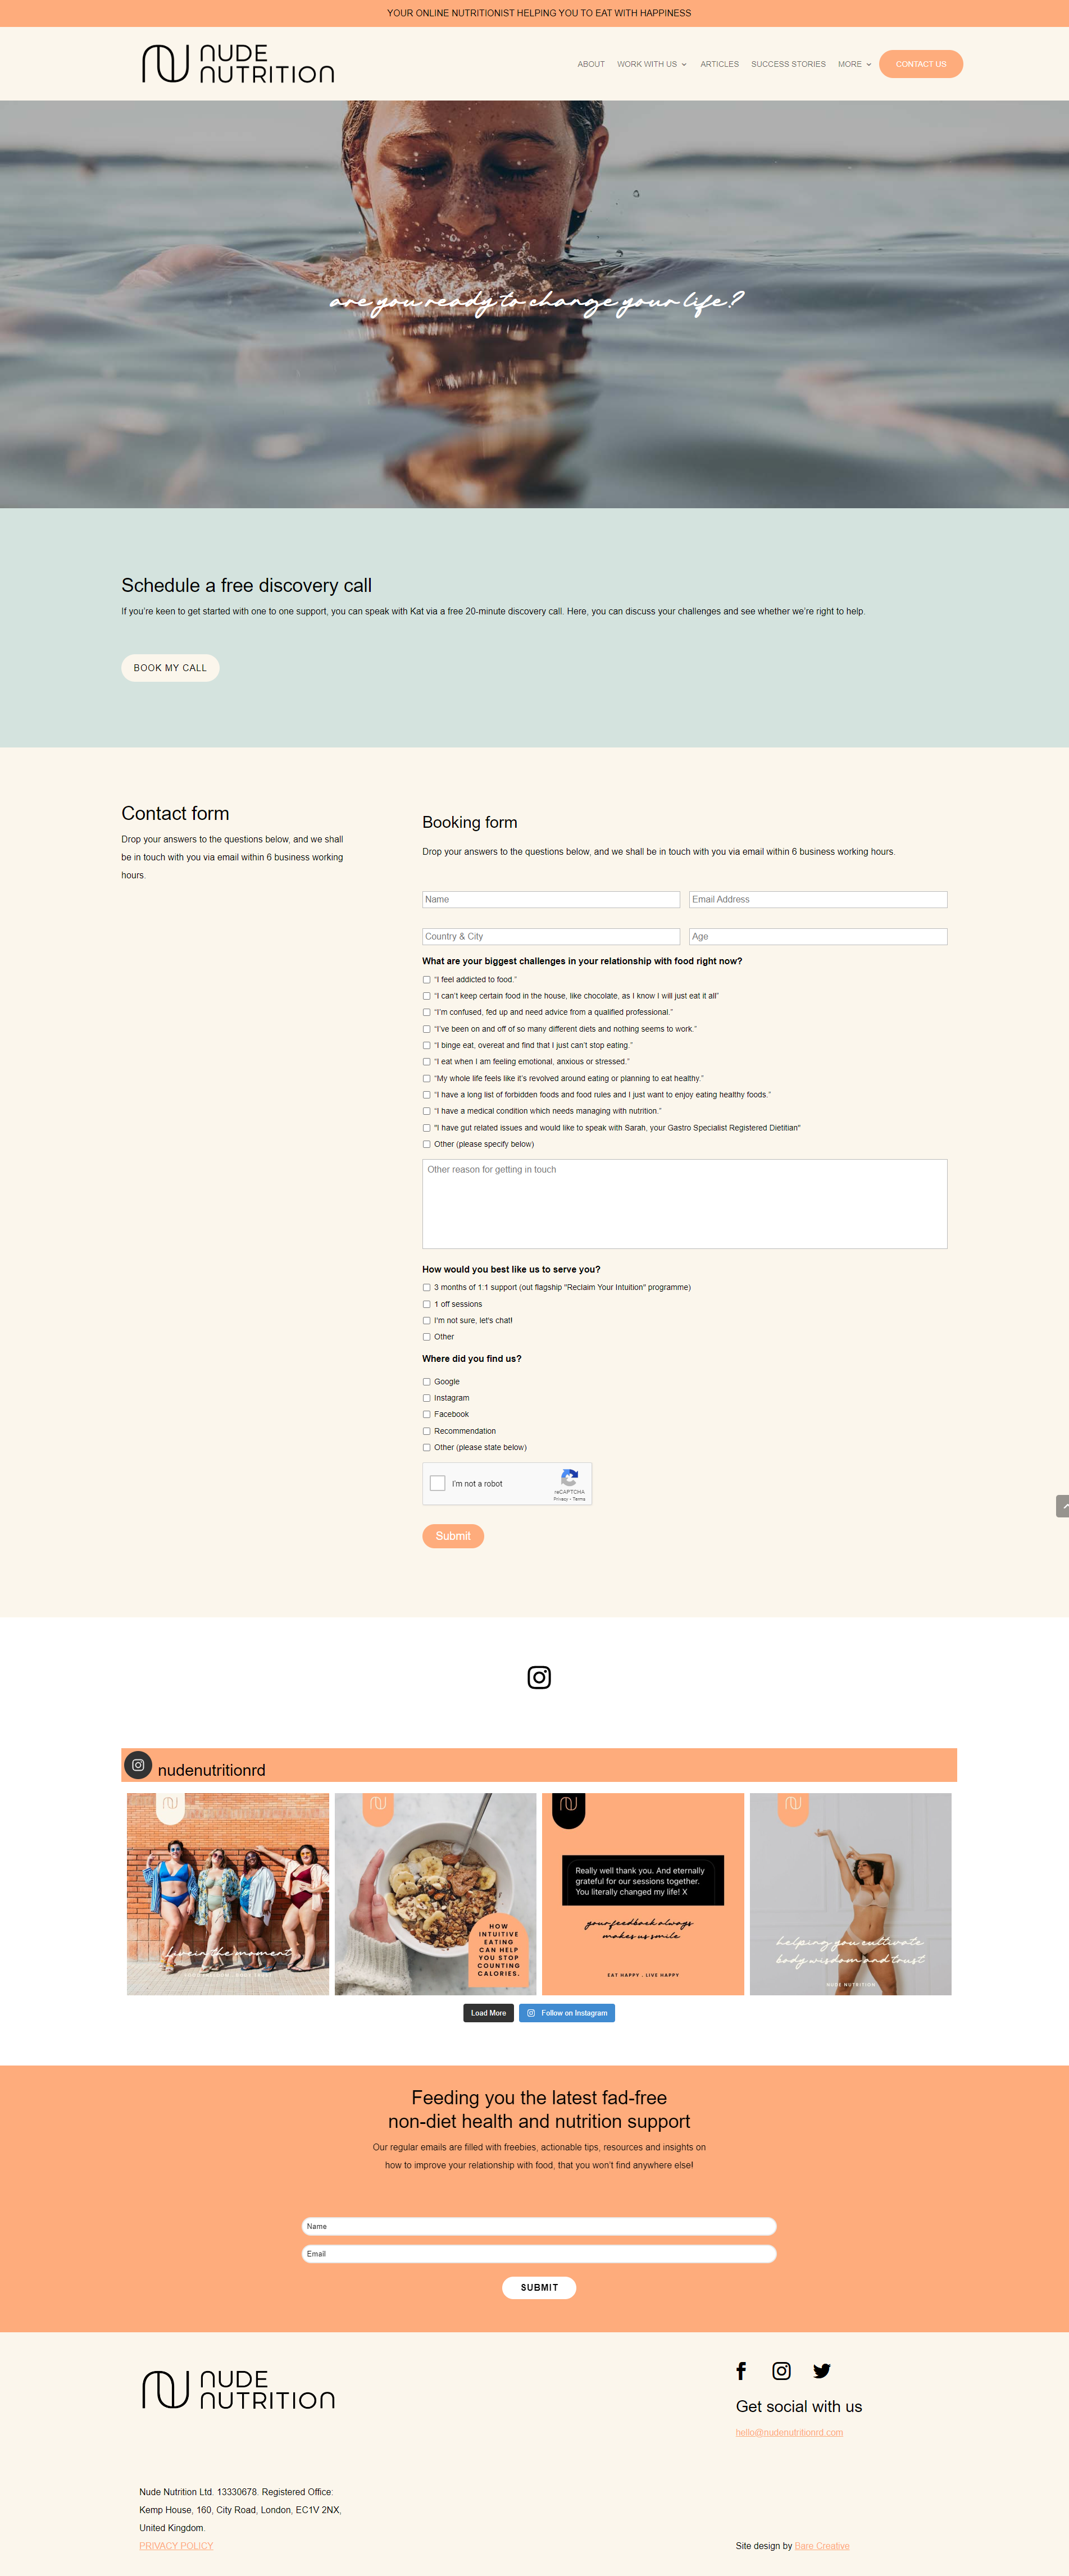 YOUR ONLINE NUTRITIONIST HELPING YOU TO EAT WITH HAPPINESS
NUDE
NUTRITION
ABOUT WORK WITH US ARTICLES SUCCESS STORIES MORE CONTACT US
are you ready to change your life?
Schedule a free discovery call
If you're keen to get started with one to one support, you can speak with Kat via a free 20-minute discovery call. Here, you can discuss your challenges and see whether we're right to help.
BOOK MY CALL
Contact form
Drop your answers to the questions below, and we shall
be in touch with you via email within 6 business working
hours.
Booking form
Drop your answers to the questions below, and we shall be in touch with you via email within 6 business working hours.
Name Email Address
Country & City Age
What are your biggest challenges in your relationship with food right now?
"I feel addicted to food."
"I can't keep certain food in the house, like chocolate, as I know I will just eat it all"
"I'm confused, fed up and need advice from a qualified professional."
"I've been on and off of so many different diets and nothing seems to work."
"I binge eat, overeat and find that I just can't stop eating."
"I eat when I am feeling emotional, anxious or stressed."
"My whole life feels like it's revolved around eating or planning to eat healthy."
"I have a long list of forbidden foods and food rules and I just want to enjoy eating healthy foods."
"I have a medical condition which needs managing with nutrition."
"I have gut related issues and would like to speak with Sarah, your Gastro Specialist Registered Dietitian"
Other (please specify below)
Other reason for getting in touch
How would you best like us to serve you?
3 months of 1:1 support (out flagship "Reclaim Your Intuition" programme)
1 off sessions
I'm not sure, let's chat!
Other
Where did you find us?
Google
Instagram
Facebook
Recommendation
Other (please state below)
I'm not a robot
reCAPTCHA
Privacy - Terms
Submit
nudenutritionrd
Live in the moment
HOW
INTUITIVE
EATING
CAN HELP
YOU STOP
COUNTING
CALORIES.
Really well thank you. And eternally
grateful for our sessions together.
You literally changed my life! X
your feedback always
makes us smile
EAT HAPPY . LIVE HAPPY
helping you cultivate
body wisdom and trust
NUDE NUTRITION
Load More Follow on Instagram
Feeding you the latest fad-free
non-diet health and nutrition support
Our regular emails are filled with freebies, actionable tips, resources and insights on
how to improve your relationship with food, that you won't find anywhere else!
Name
Email
SUBMIT
NUDE
NUTRITION
Get social with us
hello@nudenutritionrd.com
Nude Nutrition Ltd. 13330678. Registered Office:
Kemp House, 160, City Road, London, EC1V 2NX,
United Kingdom.
PRIVACY POLICY
Site design by Bare Creative